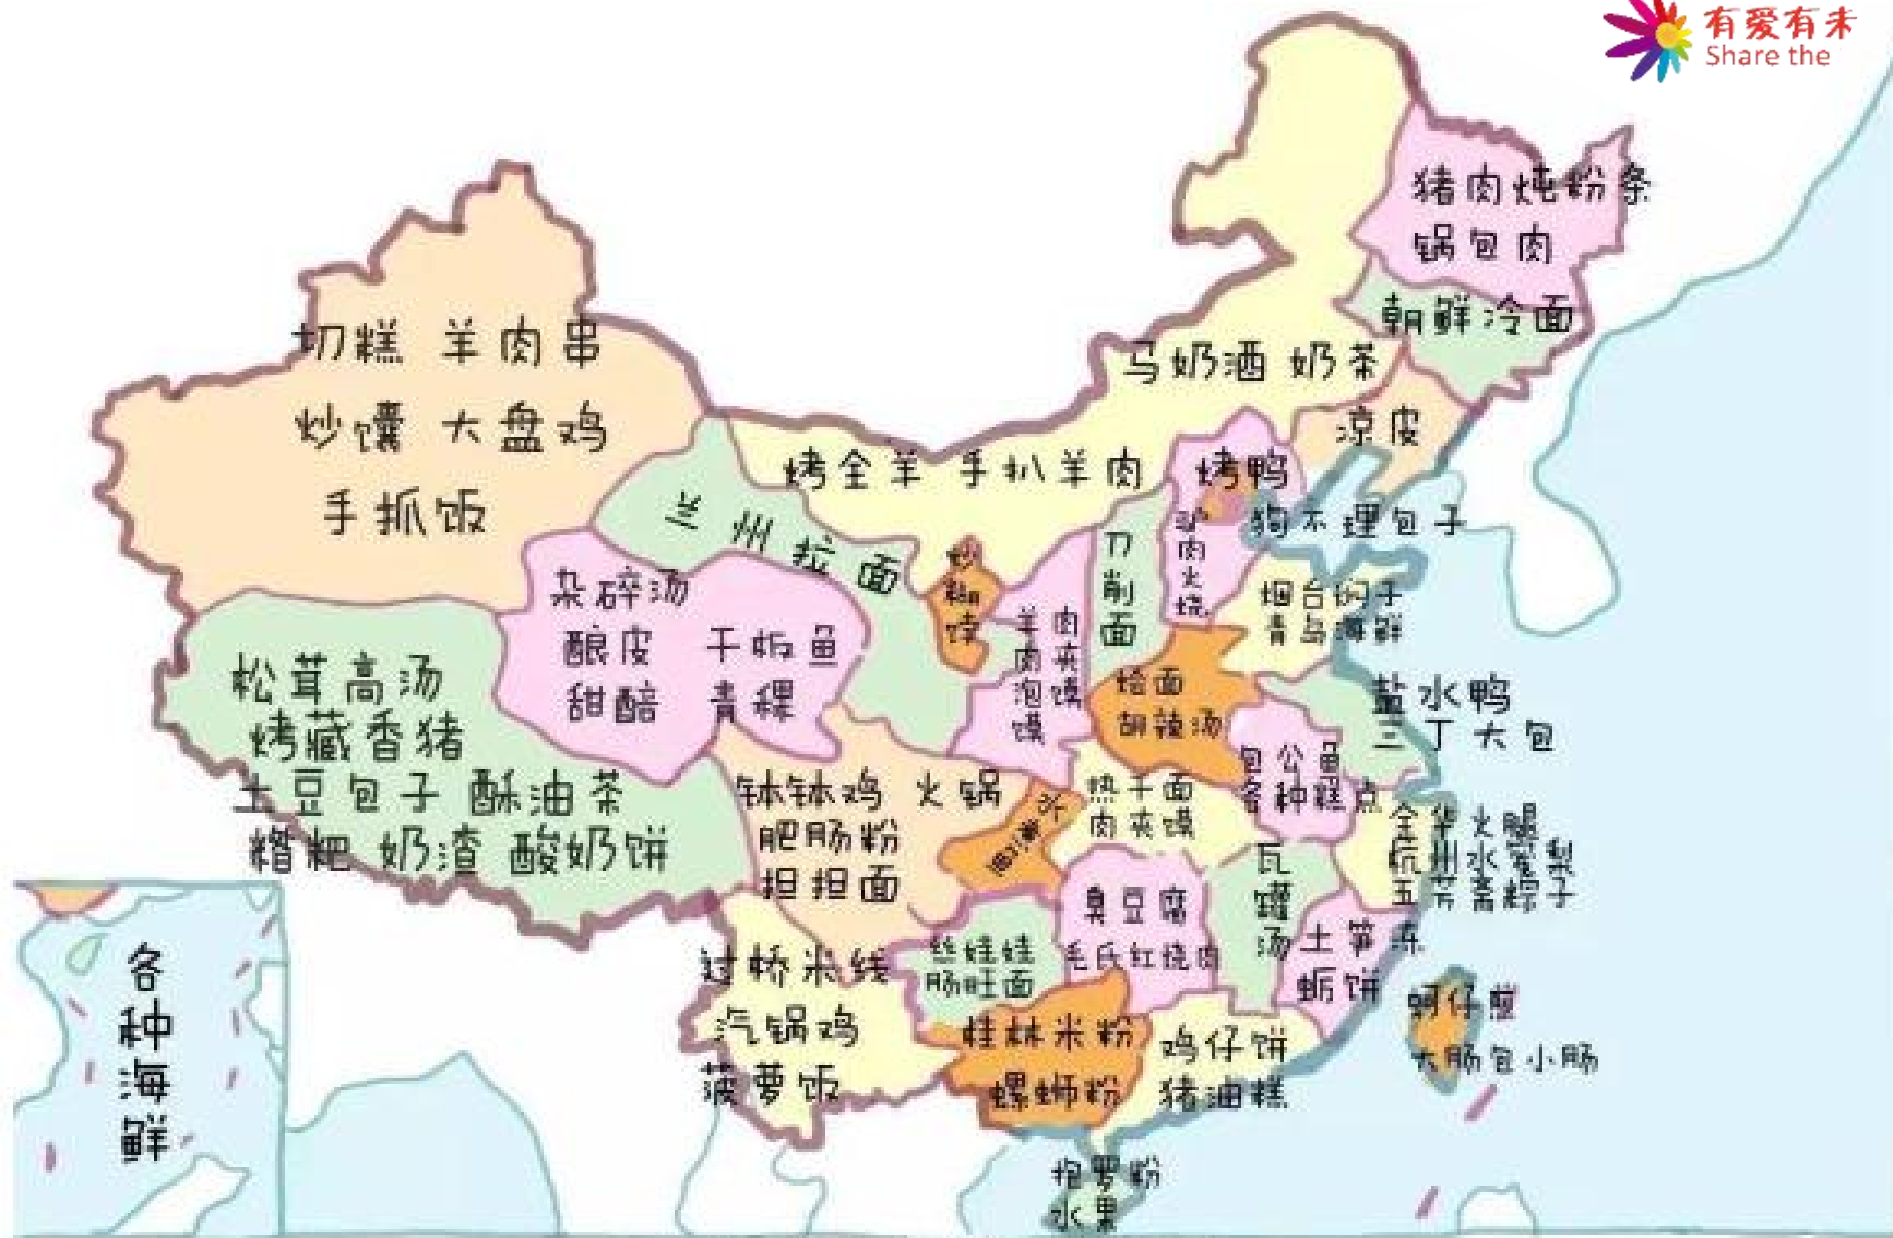 有爱有未
Share the
猪肉炖粉条
锅包肉
朝鲜冷面
马奶酒 奶茶
凉皮
烤全羊 手扒羊肉
烤鸭
狗不理包子
驴肉火烧
切糕 羊肉串
炒馕 大盘鸡
手抓饭
兰州拉面
炒糊饽
刀削面
肉夹馍
羊肉泡馍
烟台焖子
青岛海鲜
杂碎汤
酿皮 干板鱼
甜醅 青稞
松茸高汤
烤藏香猪
土豆包子 酥油茶
糌粑 奶渣 酸奶饼
烩面
胡辣汤
盐水鸭
三丁大包
包公鱼
各种糕点
热干面
肉夹馍
钵钵鸡 火锅
肥肠粉
担担面
金华火腿
杭州水蜜梨
五芳斋粽子
瓦罐汤
臭豆腐
毛氏红烧肉
土笋冻
蛎饼
丝娃娃
肠旺面
过桥米线
汽锅鸡
菠萝饭
桂林米粉
螺蛳粉
鸡仔饼
猪油糕
蚵仔煎
大肠包小肠
抱罗粉
水果
各种海鲜